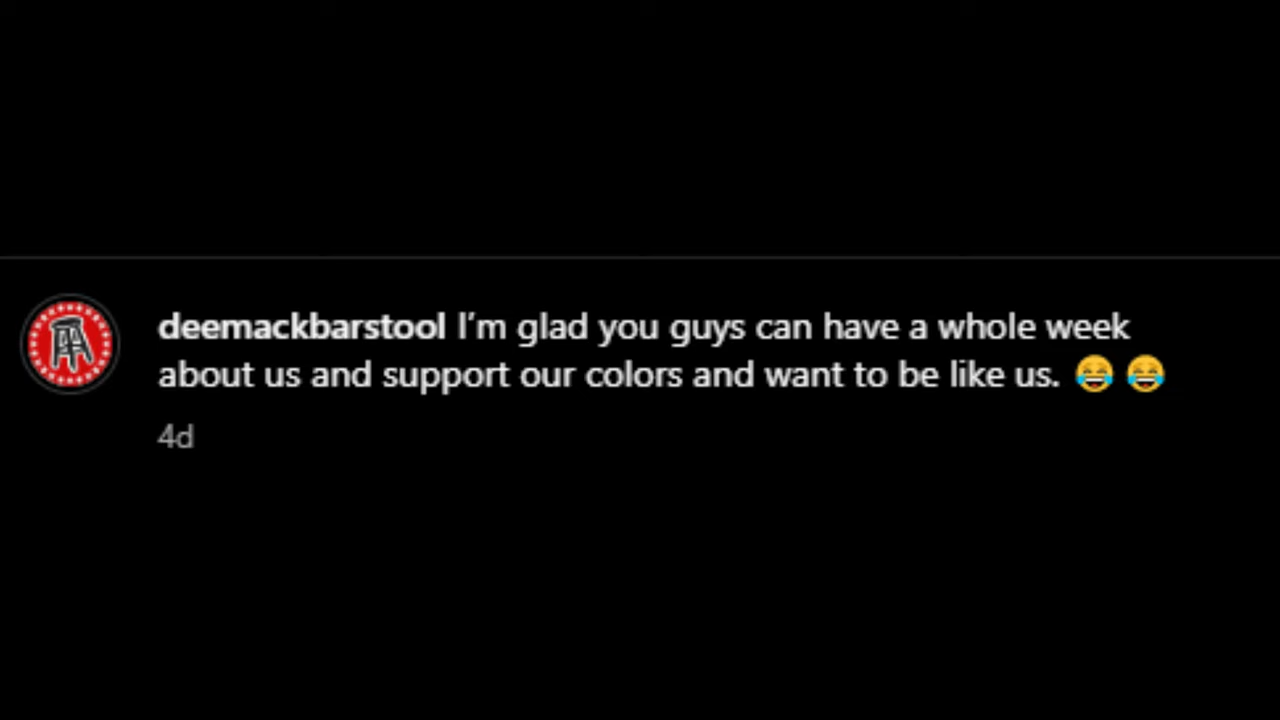 deemackbarstool I’m glad you guys can have a whole week
about us and support our colors and want to be like us. 😂 😂
4d